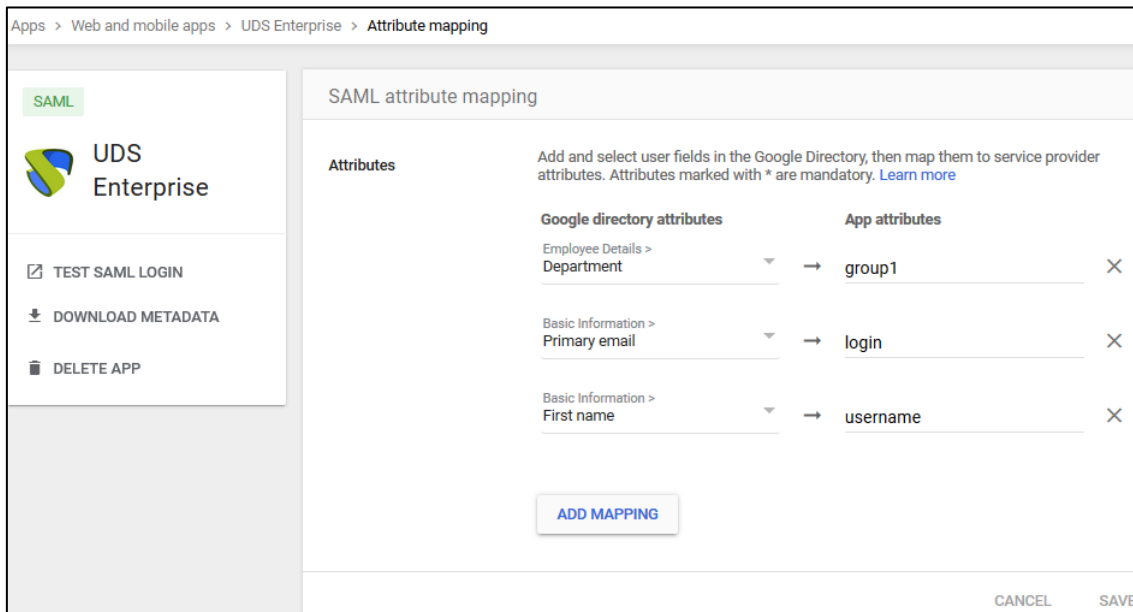 Apps > Web and mobile apps > UDS Enterprise > Attribute mapping
SAML
UDS
Enterprise
TEST SAML LOGIN
DOWNLOAD METADATA
DELETE APP
SAML attribute mapping
Attributes
Add and select user fields in the Google Directory, then map them to service provider
attributes. Attributes marked with * are mandatory. Learn more
Google directory attributes App attributes
Employee Details >
Department → group1
Basic Information >
Primary email → login
Basic Information >
First name → username
ADD MAPPING
CANCEL SAVE